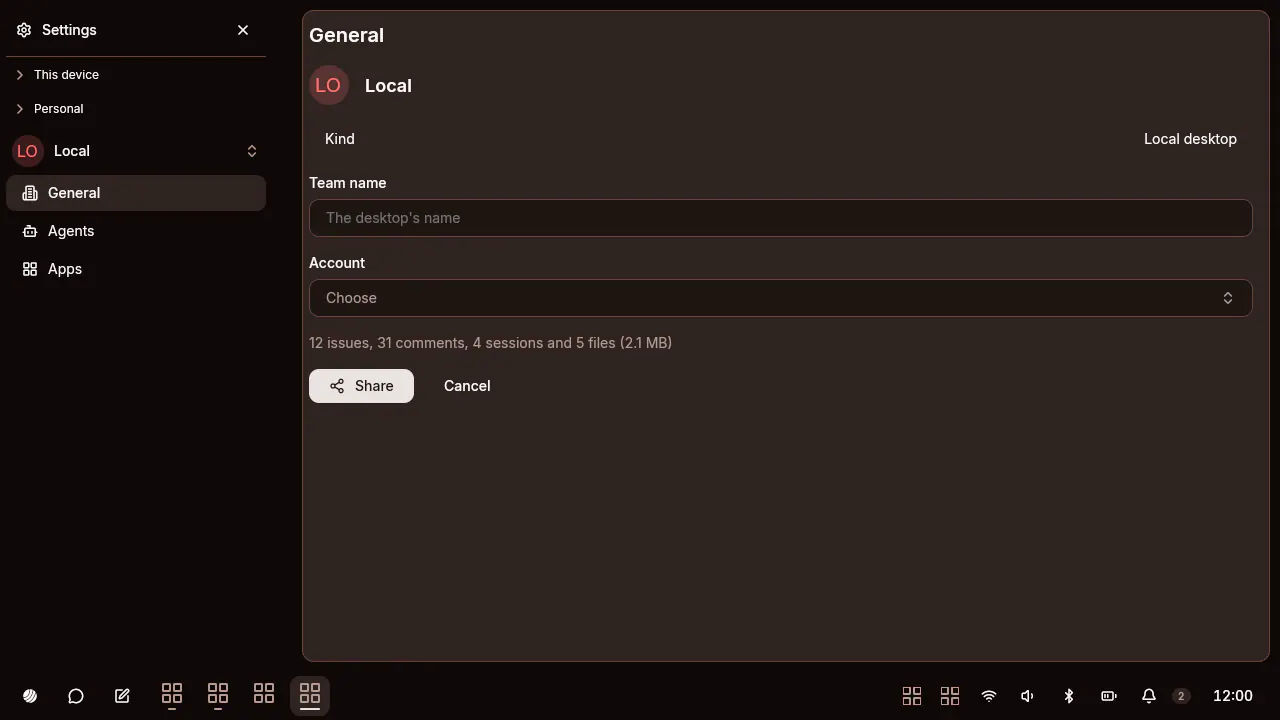 Settings
This device
Personal
LO Local
General
Agents
Apps
General
LO Local
Kind Local desktop
Team name
The desktop's name
Account
Choose
12 issues, 31 comments, 4 sessions and 5 files (2.1 MB)
Share Cancel
2 12:00